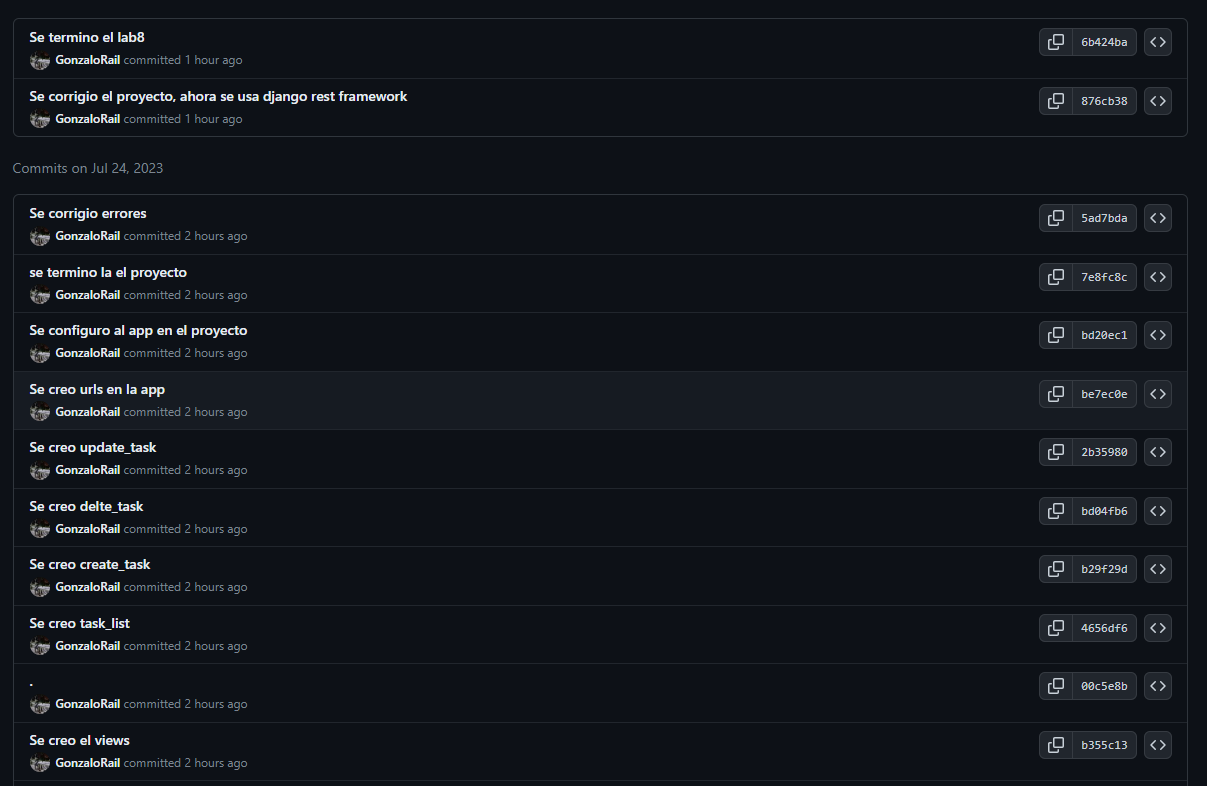 Se termino el lab8
6b424ba
GonzaloRail committed 1 hour ago
Se corrigio el proyecto, ahora se usa django rest framework
876cb38
GonzaloRail committed 1 hour ago
Commits on Jul 24, 2023
Se corrigio errores
5ad7bda
GonzaloRail committed 2 hours ago
se termino la el proyecto
7e8fc8c
GonzaloRail committed 2 hours ago
Se configuro al app en el proyecto
bd20ec1
GonzaloRail committed 2 hours ago
Se creo urls en la app
be7ec0e
GonzaloRail committed 2 hours ago
Se creo update_task
2b35980
GonzaloRail committed 2 hours ago
Se creo delte_task
bd04fb6
GonzaloRail committed 2 hours ago
Se creo create_task
b29f29d
GonzaloRail committed 2 hours ago
Se creo task_list
4656df6
GonzaloRail committed 2 hours ago
.
00c5e8b
GonzaloRail committed 2 hours ago
Se creo el views
b355c13
GonzaloRail committed 2 hours ago